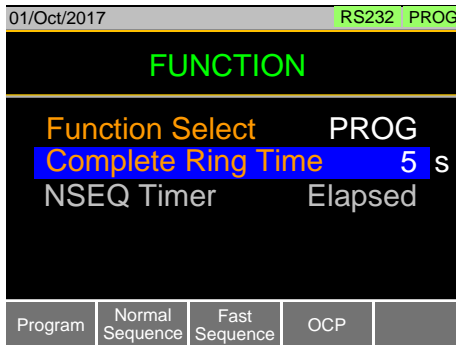 01/Oct/2017 RS232 PROG
FUNCTION
Function Select PROG
Complete Ring Time 5 s
NSEQ Timer Elapsed
Program Normal Sequence Fast Sequence OCP